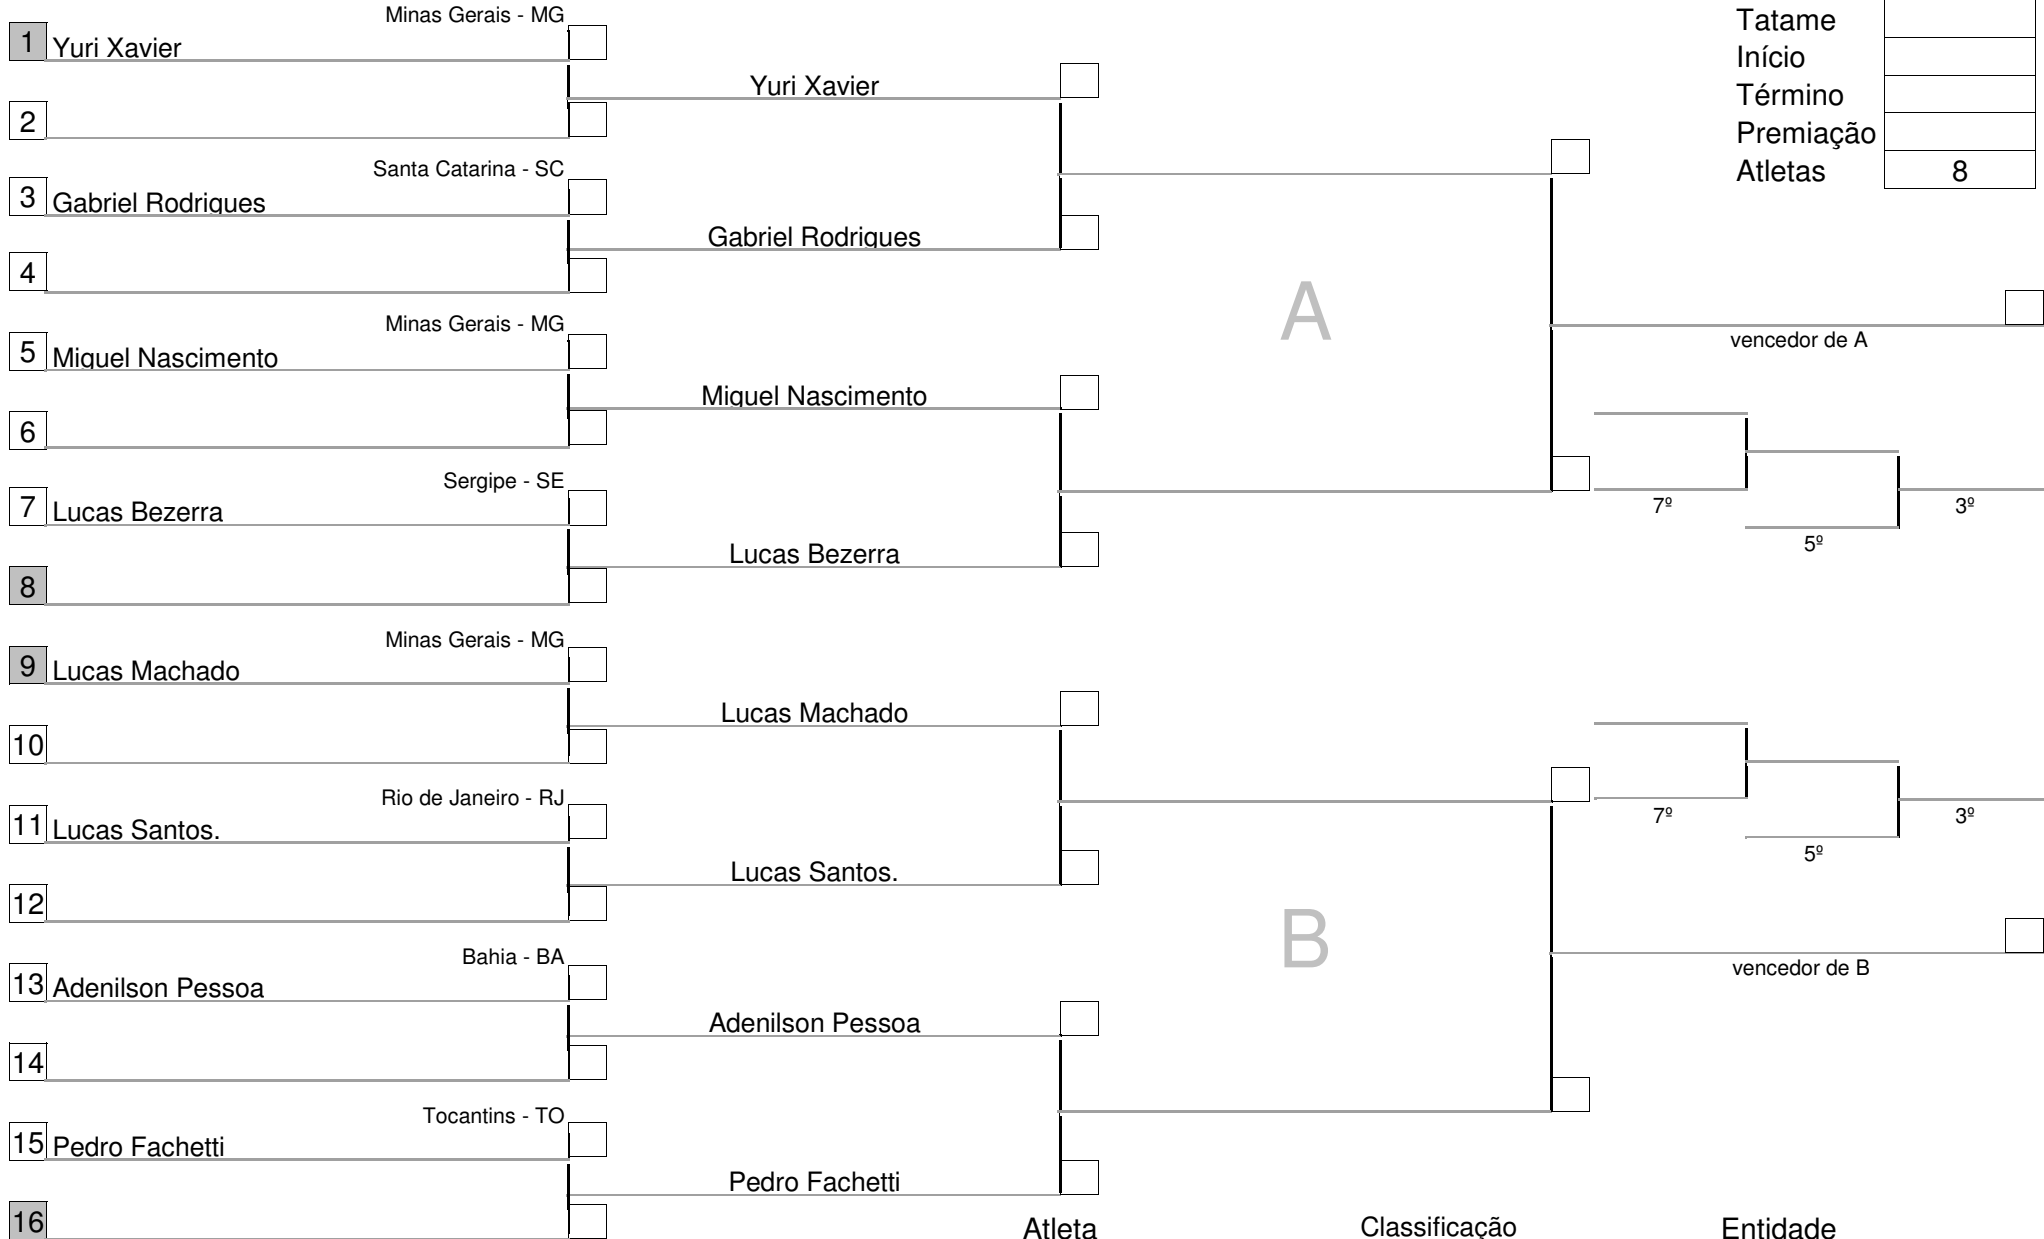 Minas Gerais - MG
1 Yuri Xavier
Yuri Xavier
2
Santa Catarina - SC
3 Gabriel Rodrigues
Gabriel Rodrigues
4
Minas Gerais - MG
5 Miguel Nascimento
Miguel Nascimento
6
Sergipe - SE
7 Lucas Bezerra
Lucas Bezerra
8
Minas Gerais - MG
9 Lucas Machado
Lucas Machado
10
Rio de Janeiro - RJ
11 Lucas Santos.
Lucas Santos.
12
Bahia - BA
13 Adenilson Pessoa
Adenilson Pessoa
14
Tocantins - TO
15 Pedro Fachetti
Pedro Fachetti
16
A
B
Tatame
Início
Término
Premiação
Atletas 8
vencedor de A
7º
3º
5º
7º
3º
5º
vencedor de B
Atleta Classificação Entidade